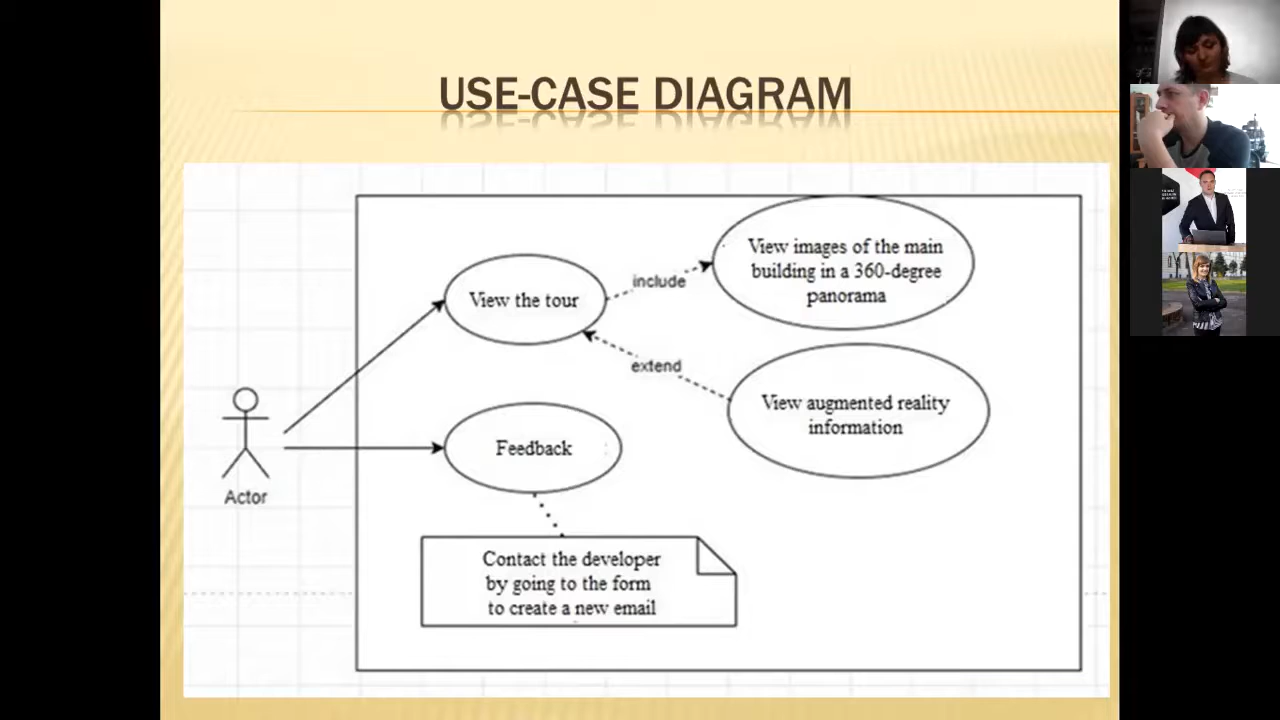 USE-CASE DIAGRAM
View images of the main
building in a 360-degree
panorama
include
View the tour
extend
View augmented reality
information
Feedback
Actor
Contact the developer
by going to the form
to create a new email